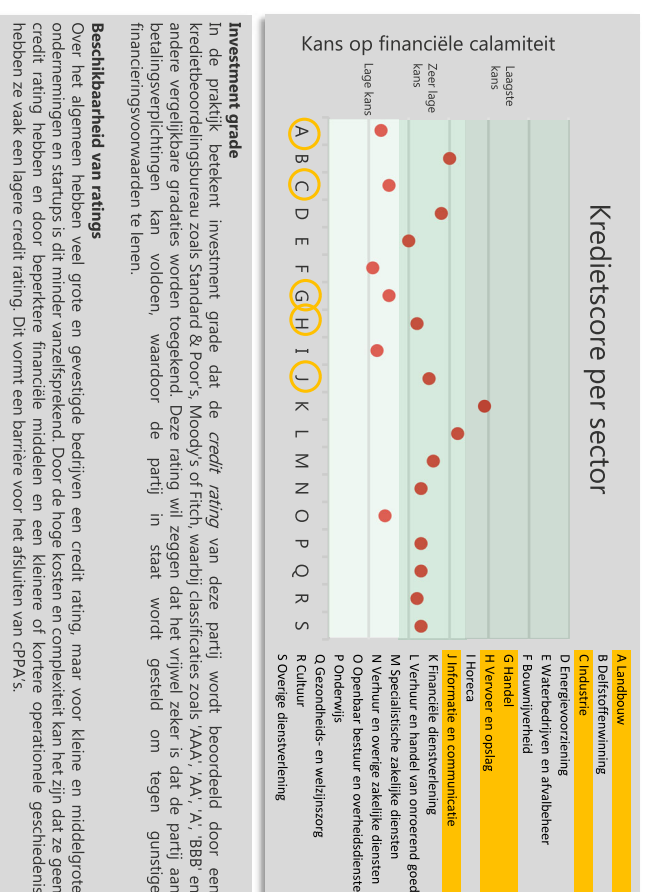 Kredietscore per sector
Kans op financiële calamiteit
Laagste kans
Zeer lage kans
Lage kans
A B C D E F G H I J K L M N O P Q R S
A Landbouw
B Delfstoffenwinning
C Industrie
D Energievoorziening
E Waterbedrijven en afvalbeheer
F Bouwnijverheid
G Handel
H Vervoer en opslag
I Horeca
J Informatie en communicatie
K Financiële dienstverlening
L Verhuur en handel van onroerend goed
M Specialistische zakelijke diensten
N Verhuur en overige zakelijke diensten
O Openbaar bestuur en overheidsdienste
P Onderwijs
Q Gezondheids- en welzijnszorg
R Cultuur
S Overige dienstverlening
Investment grade
In de praktijk betekent investment grade dat de credit rating van deze partij wordt beoordeeld door een
kredietbeoordelingsbureau zoals Standard & Poor's, Moody's of Fitch, waarbij classificaties zoals 'AAA', 'AA', 'A', 'BBB' en
andere vergelijkbare gradaties worden toegekend. Deze rating wil zeggen dat het vrijwel zeker is dat de partij aan
betalingsverplichtingen kan voldoen, waardoor de partij in staat wordt gesteld om tegen gunstige
financieringsvoorwaarden te lenen.
Beschikbaarheid van ratings
Over het algemeen hebben veel grote en gevestigde bedrijven een credit rating, maar voor kleine en middelgrote
ondernemingen en startups is dit minder vanzelfsprekend. Door de hoge kosten en complexiteit kan het zijn dat ze geen
credit rating hebben en door beperktere financiële middelen en een kleinere of kortere operationele geschiedenis
hebben ze vaak een lagere credit rating. Dit vormt een barrière voor het afsluiten van cPPA's.